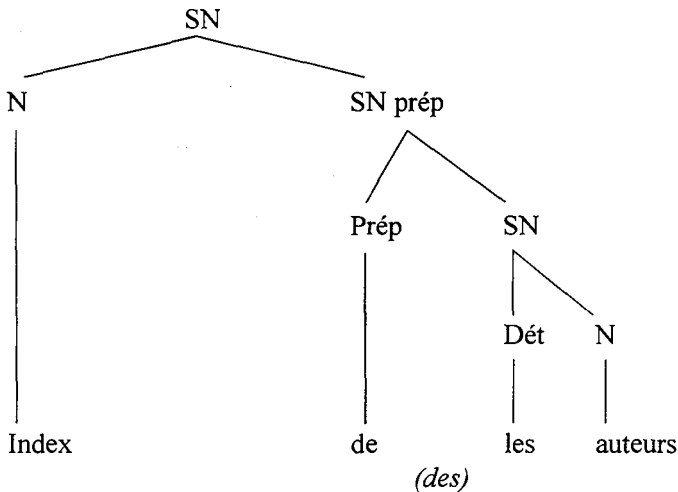 SN
N SN prép
Prép SN
Dét N
Index de les auteurs
(des)